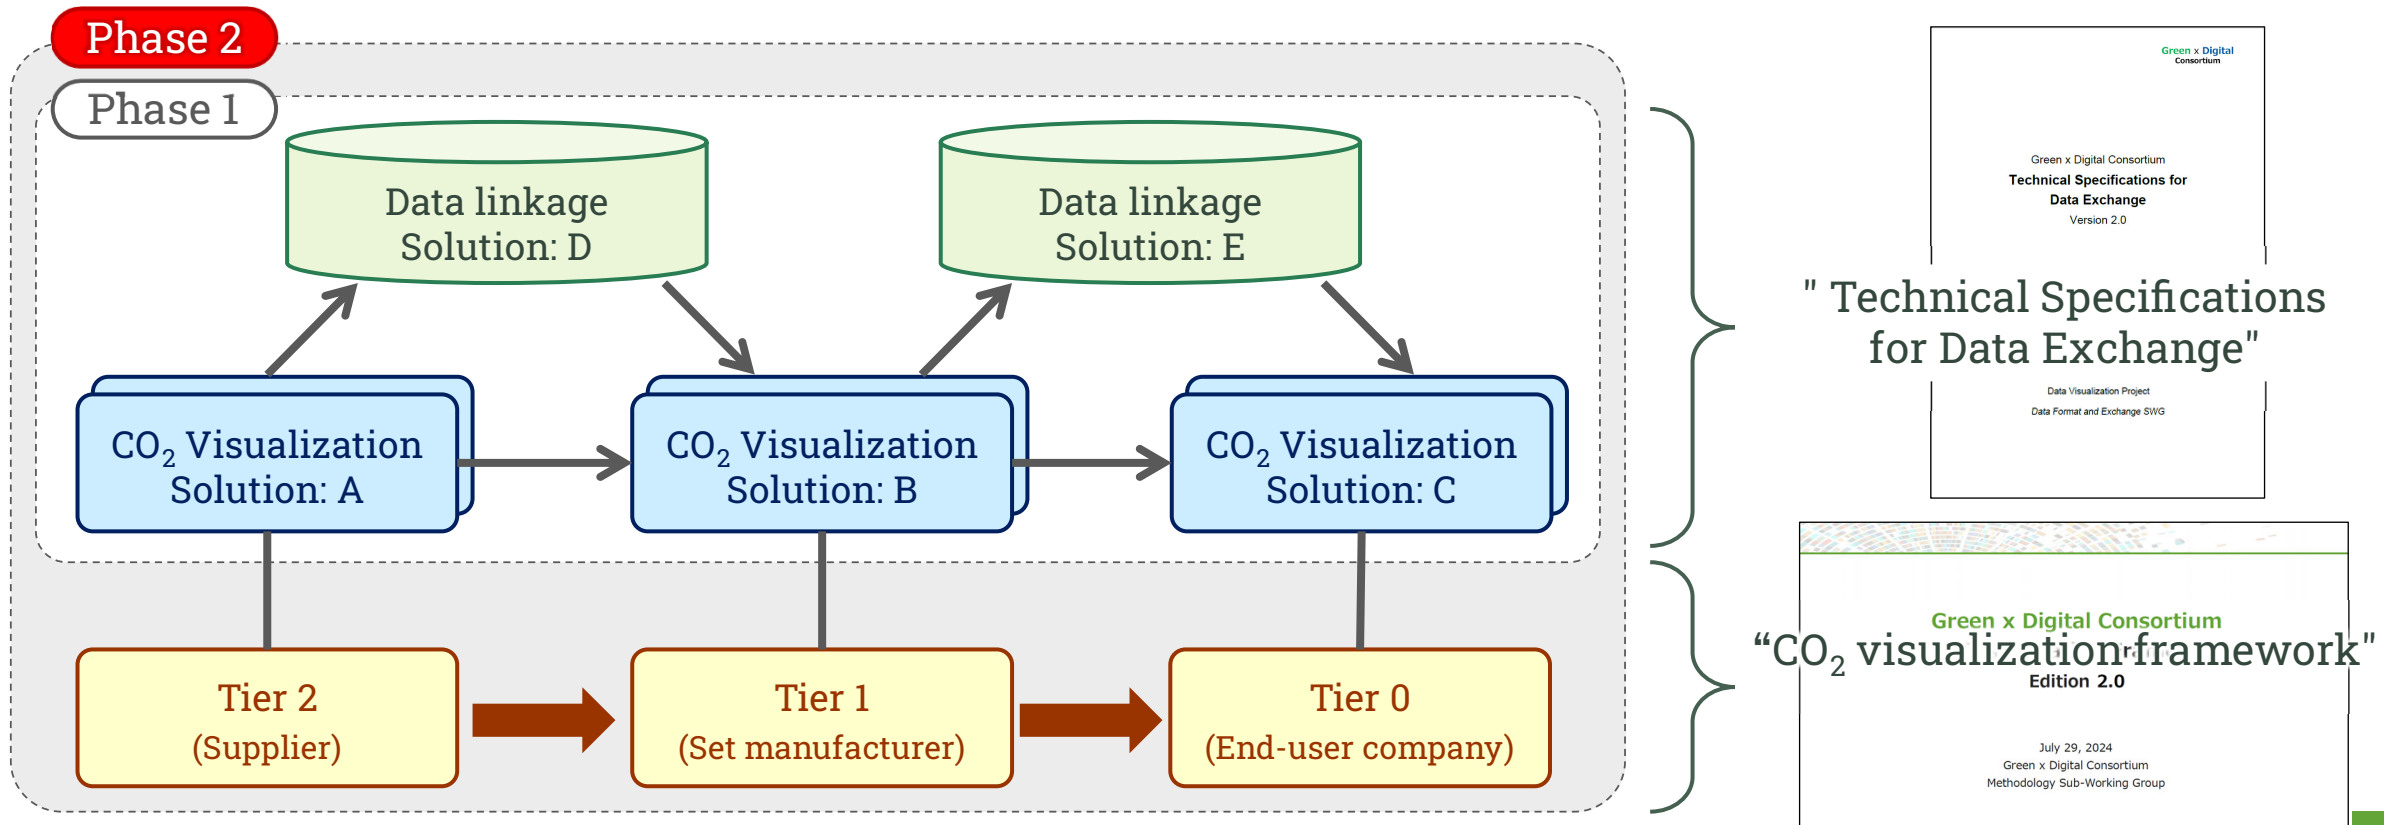 Phase 2
Phase 1
Data linkage
Solution: D
Data linkage
Solution: E
CO₂ Visualization
Solution: A
CO₂ Visualization
Solution: B
CO₂ Visualization
Solution: C
Tier 2
(Supplier)
Tier 1
(Set manufacturer)
Tier 0
(End-user company)
Green x Digital
Consortium
Green x Digital Consortium
Technical Specifications for
Data Exchange
Version 2.0
" Technical Specifications
for Data Exchange"
Data Visualization Project
Data Format and Exchange SWG
Green x Digital Consortium
“CO₂ visualization framework"
Edition 2.0
July 29, 2024
Green x Digital Consortium
Methodology Sub-Working Group